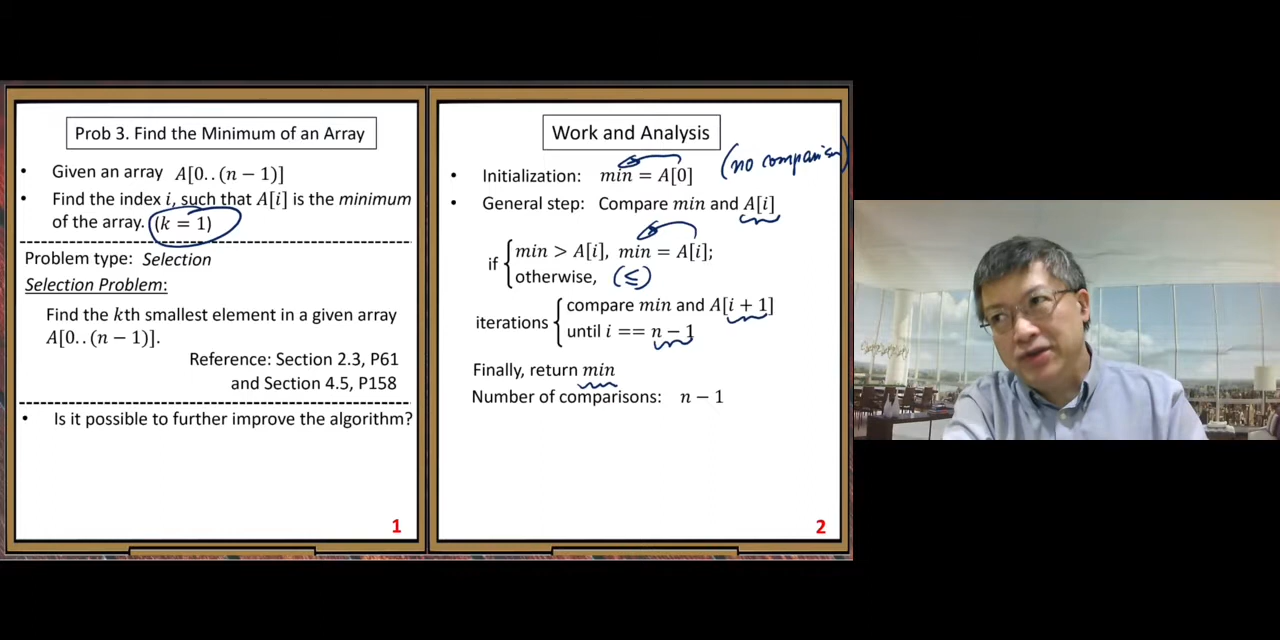 Prob 3. Find the Minimum of an Array
• Given an array A[0..(n − 1)]
• Find the index i, such that A[i] is the minimum
of the array. (k = 1)
Problem type: Selection
Selection Problem:
Find the kth smallest element in a given array
A[0..(n − 1)].
Reference: Section 2.3, P61
and Section 4.5, P158
• Is it possible to further improve the algorithm?
1
Work and Analysis
(no comparison)
• Initialization: min = A[0]
• General step: Compare min and A[i]
if { min > A[i], min = A[i];
otherwise, (≤)
iterations { compare min and A[i + 1]
until i == n − 1
Finally, return min
Number of comparisons: n − 1
2